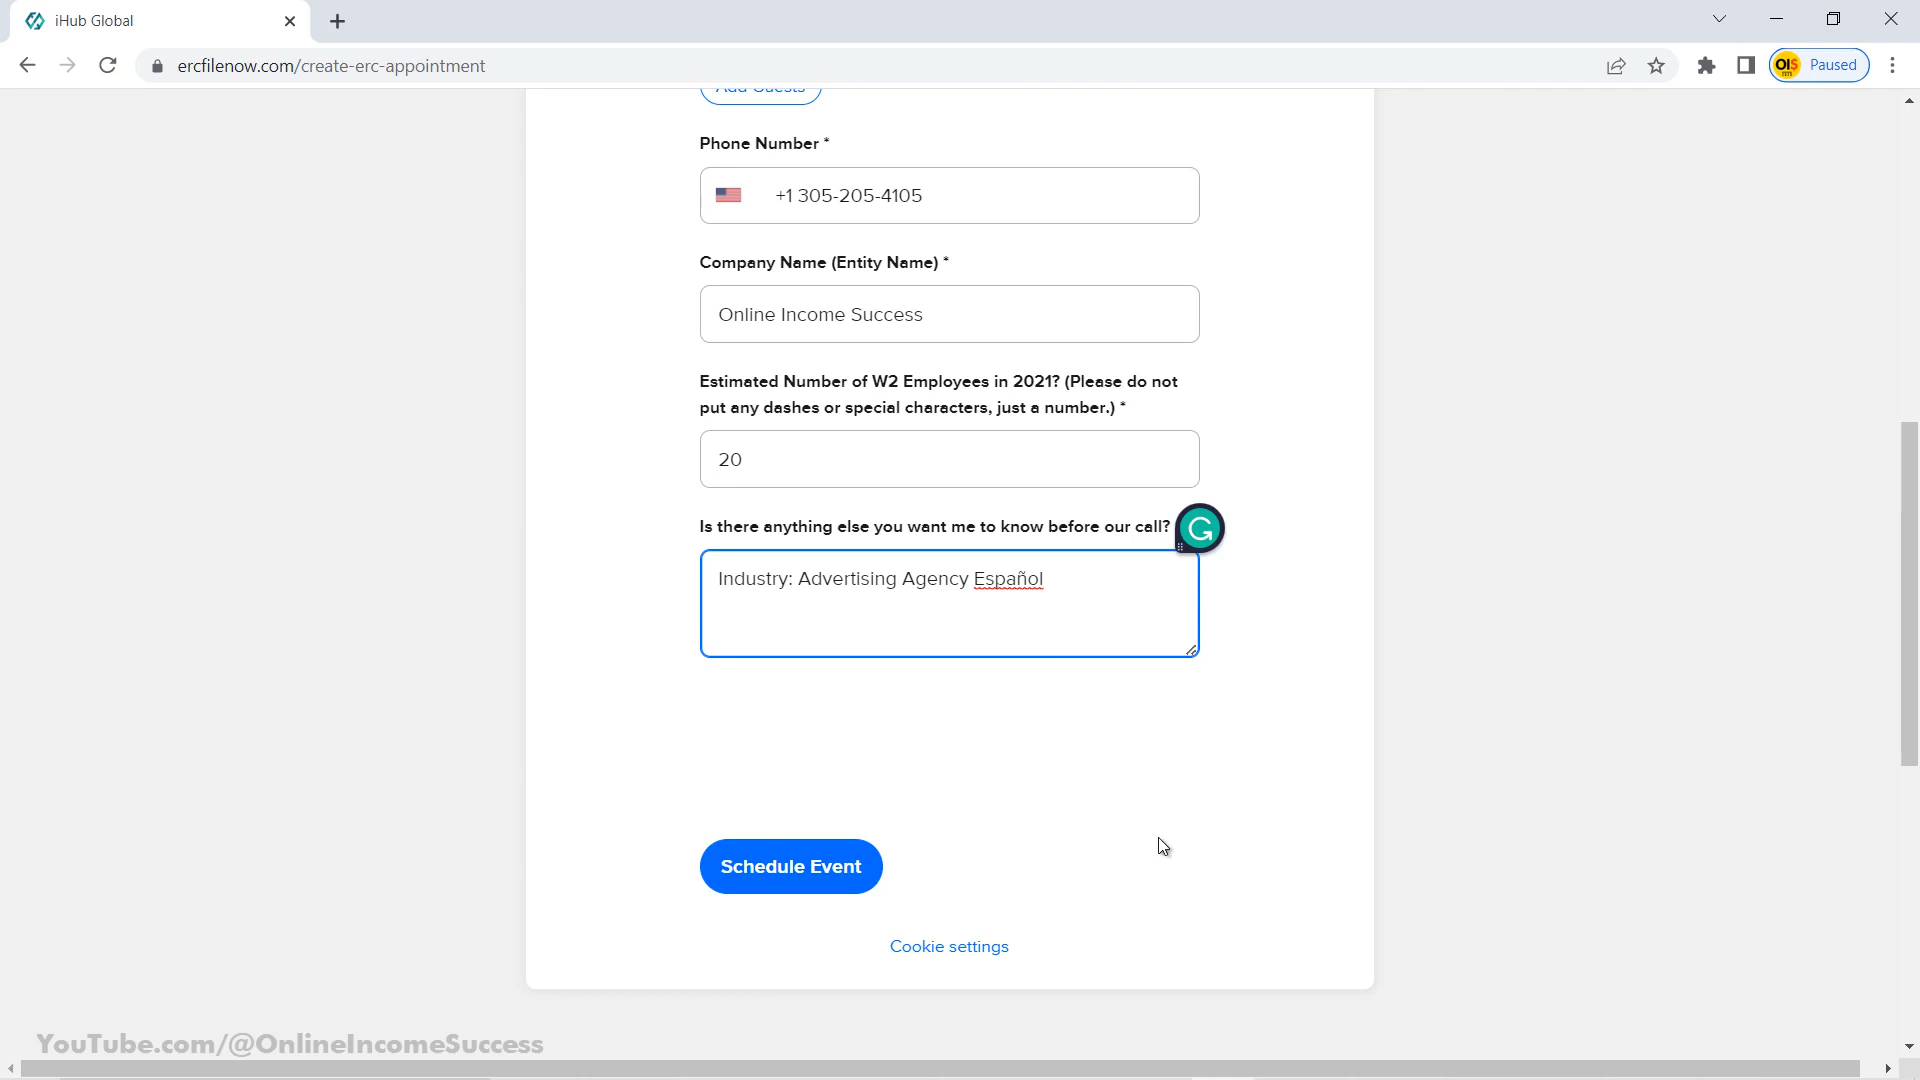 iHub Global
ercfilenow.com/create-erc-appointment
OI$
Paused
Add Guests
Phone Number *
+1 305-205-4105
Company Name (Entity Name) *
Online Income Success
Estimated Number of W2 Employees in 2021? (Please do not
put any dashes or special characters, just a number.) *
20
Is there anything else you want me to know before our call?
Industry: Advertising Agency Español
Schedule Event
Cookie settings
YouTube.com/@OnlineIncomeSuccess